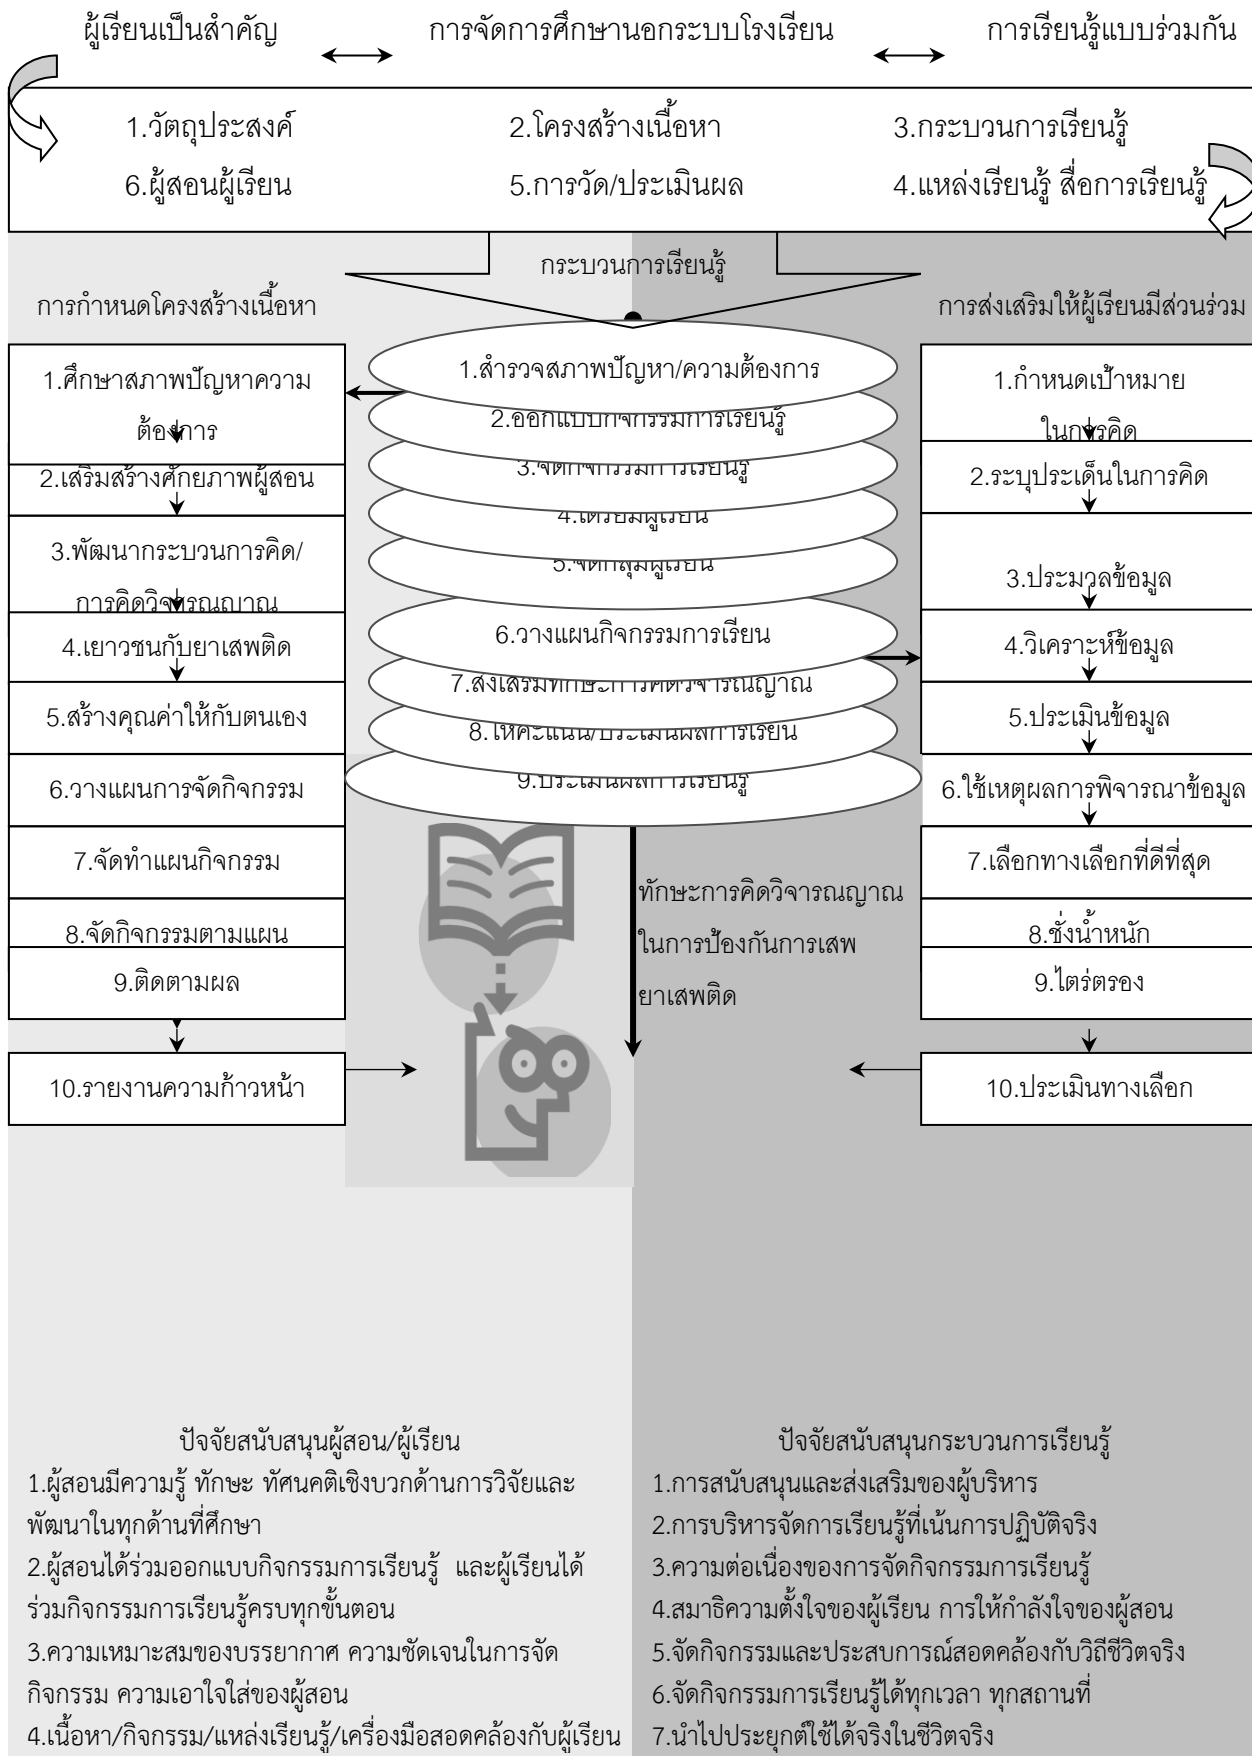 ผู้เรียนเป็นสำคัญ การจัดการศึกษานอกระบบโรงเรียน การเรียนรู้แบบร่วมกัน
1.วัตถุประสงค์ 2.โครงสร้างเนื้อหา 3.กระบวนการเรียนรู้
6.ผู้สอนผู้เรียน 5.การวัด/ประเมินผล 4.แหล่งเรียนรู้ สื่อการเรียนรู้
กระบวนการเรียนรู้
การกำหนดโครงสร้างเนื้อหา
1.ศึกษาสภาพปัญหาความ
ต้องการ
2.เสริมสร้างศักยภาพผู้สอน
3.พัฒนากระบวนการคิด/
การคิดวิจารณญาณ
4.เยาวชนกับยาเสพติด
5.สร้างคุณค่าให้กับตนเอง
6.วางแผนการจัดกิจกรรม
7.จัดทำแผนกิจกรรม
8.จัดกิจกรรมตามแผน
9.ติดตามผล
10.รายงานความก้าวหน้า
1.สำรวจสภาพปัญหา/ความต้องการ
2.ออกแบบกิจกรรมการเรียนรู้
3.จัดกิจกรรมการเรียนรู้
4.เตรียมผู้เรียน
5.จัดกลุ่มผู้เรียน
6.วางแผนกิจกรรมการเรียน
7.ส่งเสริมทักษะการคิดวิจารณญาณ
8.ให้คะแนน/ประเมินผลการเรียน
9.ประเมินผลการเรียนรู้
ทักษะการคิดวิจารณญาณ
ในการป้องกันการเสพ
ยาเสพติด
การส่งเสริมให้ผู้เรียนมีส่วนร่วม
1.กำหนดเป้าหมาย
ในการคิด
2.ระบุประเด็นในการคิด
3.ประมวลข้อมูล
4.วิเคราะห์ข้อมูล
5.ประเมินข้อมูล
6.ใช้เหตุผลการพิจารณาข้อมูล
7.เลือกทางเลือกที่ดีที่สุด
8.ชั่งน้ำหนัก
9.ไตร่ตรอง
10.ประเมินทางเลือก
ปัจจัยสนับสนุนผู้สอน/ผู้เรียน
1.ผู้สอนมีความรู้ ทักษะ ทัศนคติเชิงบวกด้านการวิจัยและ
พัฒนาในทุกด้านที่ศึกษา
2.ผู้สอนได้ร่วมออกแบบกิจกรรมการเรียนรู้ และผู้เรียนได้
ร่วมกิจกรรมการเรียนรู้ครบทุกขั้นตอน
3.ความเหมาะสมของบรรยากาศ ความชัดเจนในการจัด
กิจกรรม ความเอาใจใส่ของผู้สอน
4.เนื้อหา/กิจกรรม/แหล่งเรียนรู้/เครื่องมือสอดคล้องกับผู้เรียน
ปัจจัยสนับสนุนกระบวนการเรียนรู้
1.การสนับสนุนและส่งเสริมของผู้บริหาร
2.การบริหารจัดการเรียนรู้ที่เน้นการปฏิบัติจริง
3.ความต่อเนื่องของการจัดกิจกรรมการเรียนรู้
4.สมาธิความตั้งใจของผู้เรียน การให้กำลังใจของผู้สอน
5.จัดกิจกรรมและประสบการณ์สอดคล้องกับวิถีชีวิตจริง
6.จัดกิจกรรมการเรียนรู้ได้ทุกเวลา ทุกสถานที่
7.นำไปประยุกต์ใช้ได้จริงในชีวิตจริง